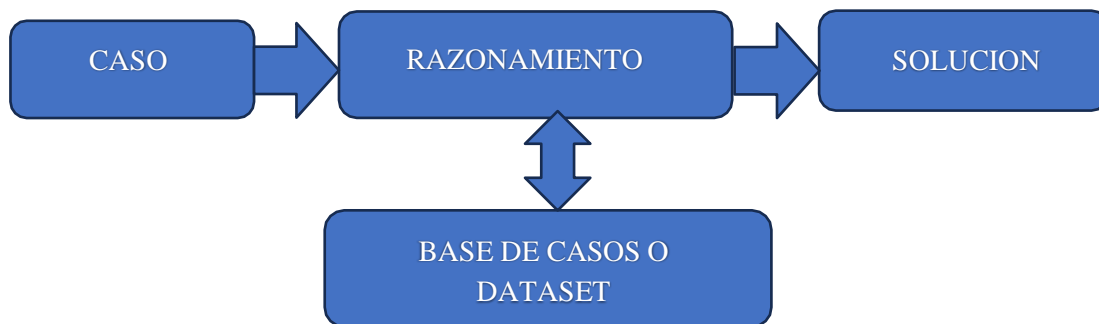 CASO
RAZONAMIENTO
SOLUCION
BASE DE CASOS O
DATASET